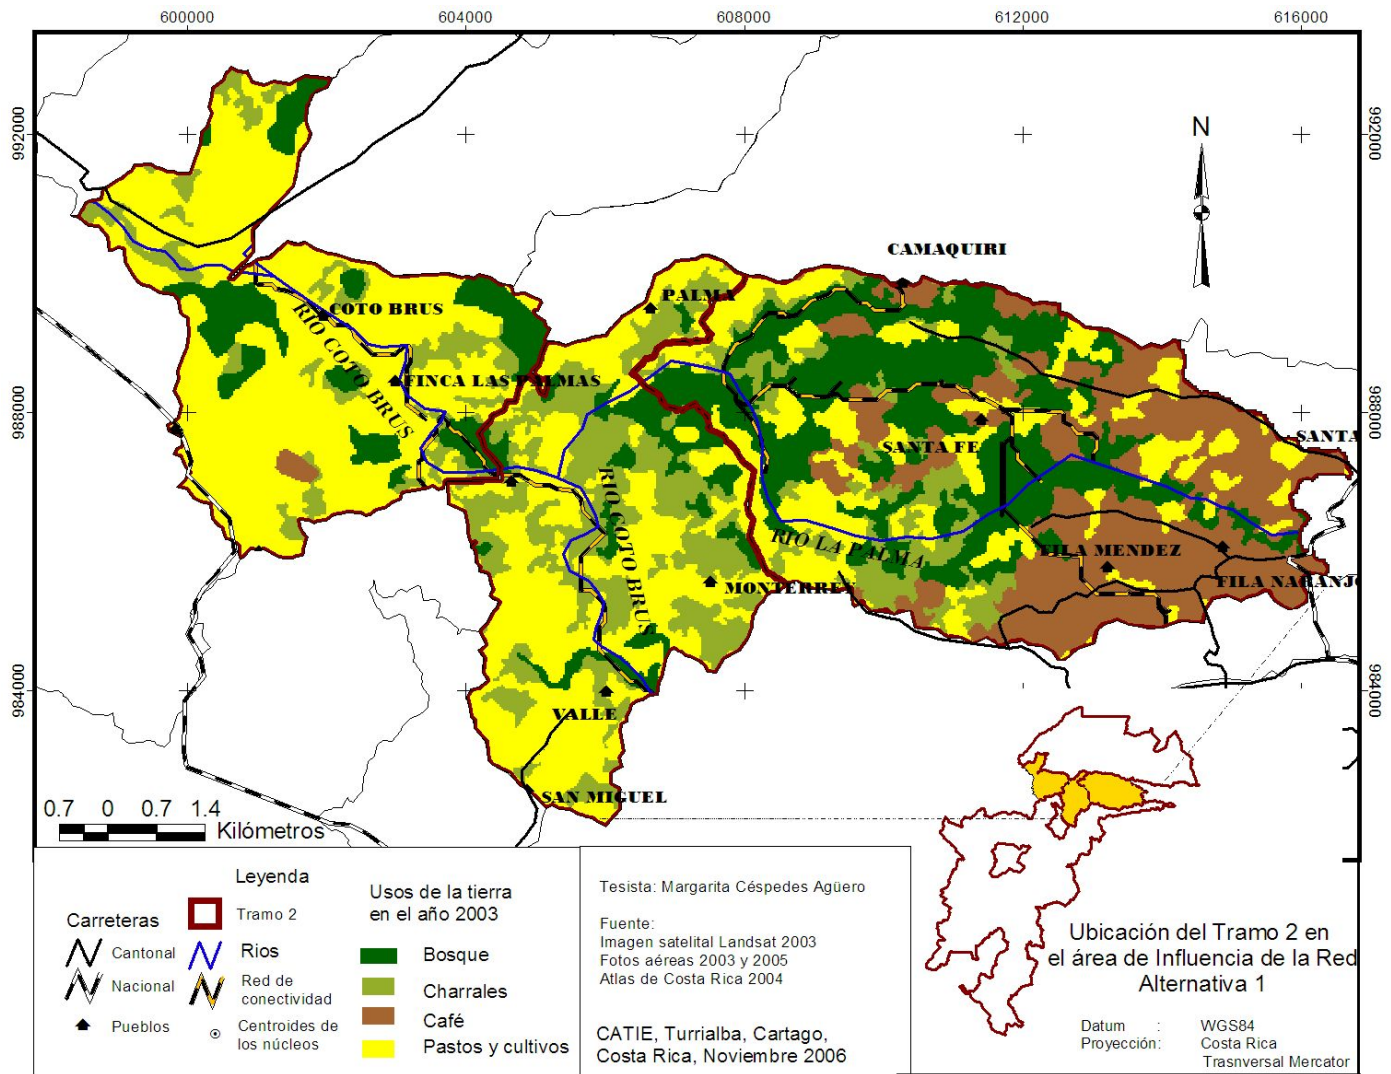 600000
604000
608000
612000
616000
992000
992000
N
CAMAQUIRI
PALMA
COTO BRUS
RIO COTO BRUS
FINCA LAS PALMAS
988000
988000
SANTA
SANTA FE
RIO COTO BRUS
RIO LA PALMA
FILA MENDEZ
FILA NARANJO
MONTERREY
984000
984000
VALLE
SAN MIGUEL
0.7 0 0.7 1.4
Kilómetros
Leyenda
Carreteras
Cantonal
Nacional
Pueblos
Tramo 2
Rios
Red de
conectividad
Centroides de
los núcleos
Usos de la tierra
en el año 2003
Bosque
Charrales
Café
Pastos y cultivos
Tesista: Margarita Céspedes Agüero
Fuente:
Imagen satelital Landsat 2003
Fotos aéreas 2003 y 2005
Atlas de Costa Rica 2004
CATIE, Turrialba, Cartago,
Costa Rica, Noviembre 2006
Ubicación del Tramo 2 en
el área de Influencia de la Red
Alternativa 1
Datum : WGS84
Proyección: Costa Rica
Trasnversal Mercator